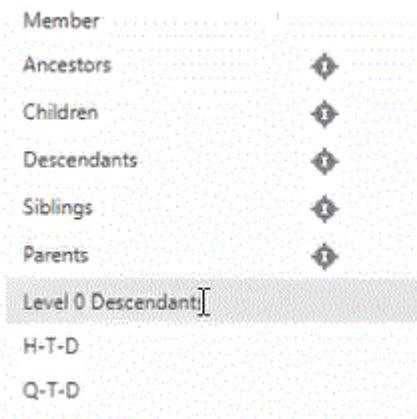 Member
Ancestors
Children
Descendants
Siblings
Parents
Level 0 Descendants
H-T-D
Q-T-D